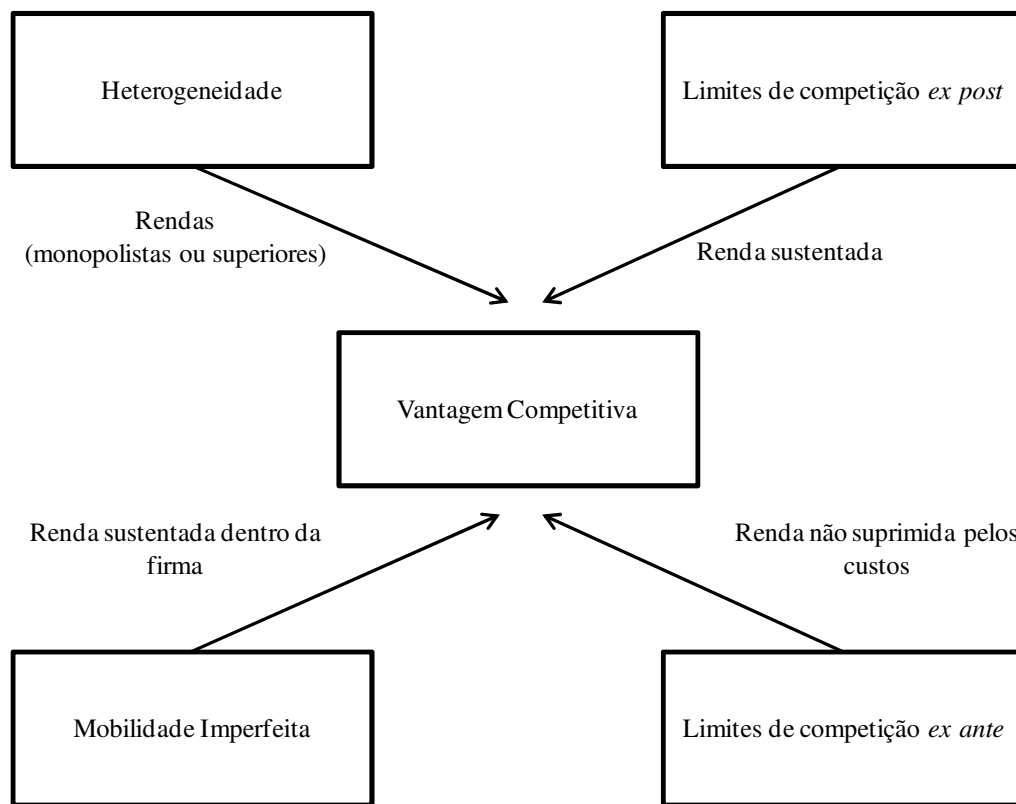 Heterogeneidade
Limites de competição ex post
Rendas
(monopolistas ou superiores)
Renda sustentada
Vantagem Competitiva
Renda sustentada dentro da
firma
Renda não suprimida pelos
custos
Mobilidade Imperfeita
Limites de competição ex ante